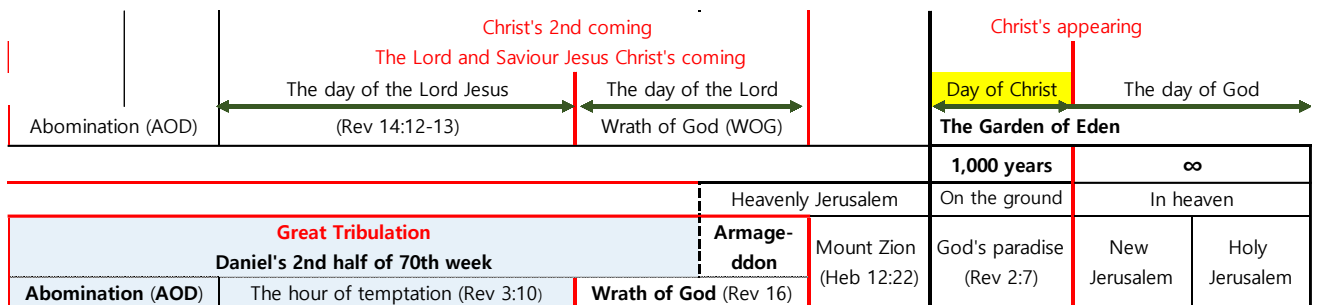 Christ's 2nd coming Christ's appearing
The Lord and Saviour Jesus Christ's coming
The day of the Lord Jesus The day of the Lord Day of Christ The day of God
Abomination (AOD) (Rev 14:12-13) Wrath of God (WOG) The Garden of Eden
1,000 years ∞
Heavenly Jerusalem On the ground In heaven
Great Tribulation
Daniel's 2nd half of 70th week
Armage-
ddon
Mount Zion
(Heb 12:22)
God's paradise
(Rev 2:7)
New
Jerusalem
Holy
Jerusalem
Abomination (AOD) The hour of temptation (Rev 3:10) Wrath of God (Rev 16)